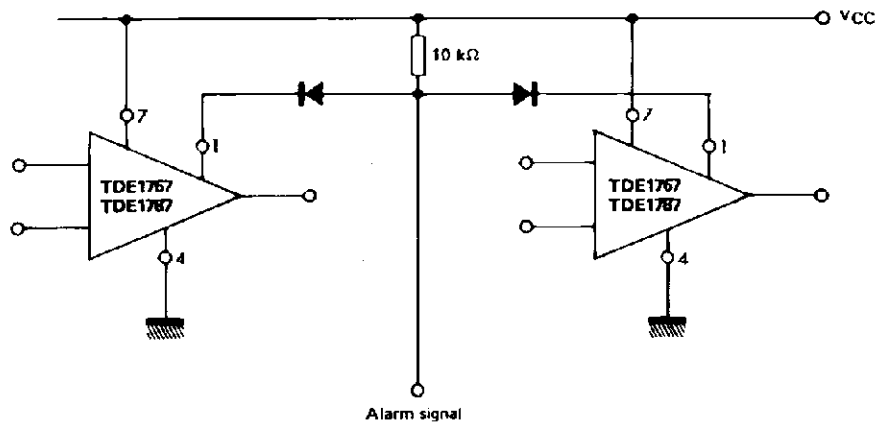 VCC
10 kΩ
7
1
7
1
TDE1767
TDE1787
TDE1767
TDE1787
4
4
Alarm signal